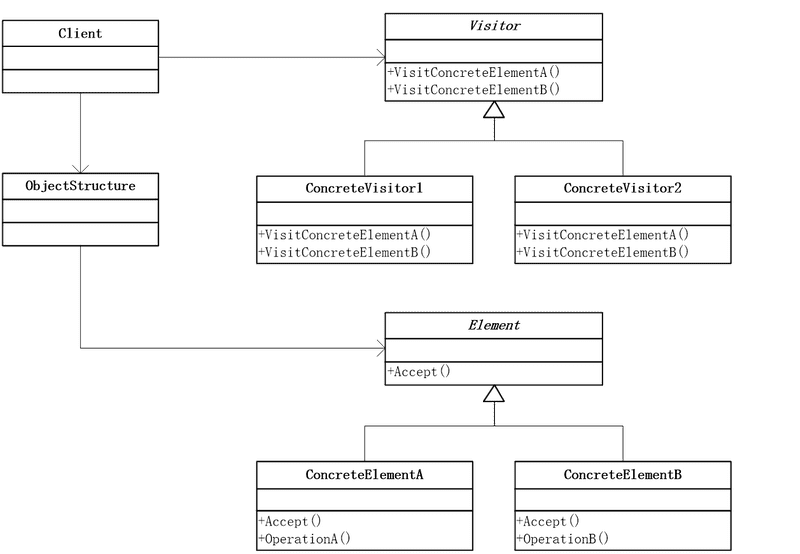 Client
Visitor
+VisitConcreteElementA()
+VisitConcreteElementB()
ObjectStructure
ConcreteVisitor1
+VisitConcreteElementA()
+VisitConcreteElementB()
ConcreteVisitor2
+VisitConcreteElementA()
+VisitConcreteElementB()
Element
+Accept()
ConcreteElementA
+Accept()
+OperationA()
ConcreteElementB
+Accept()
+OperationB()